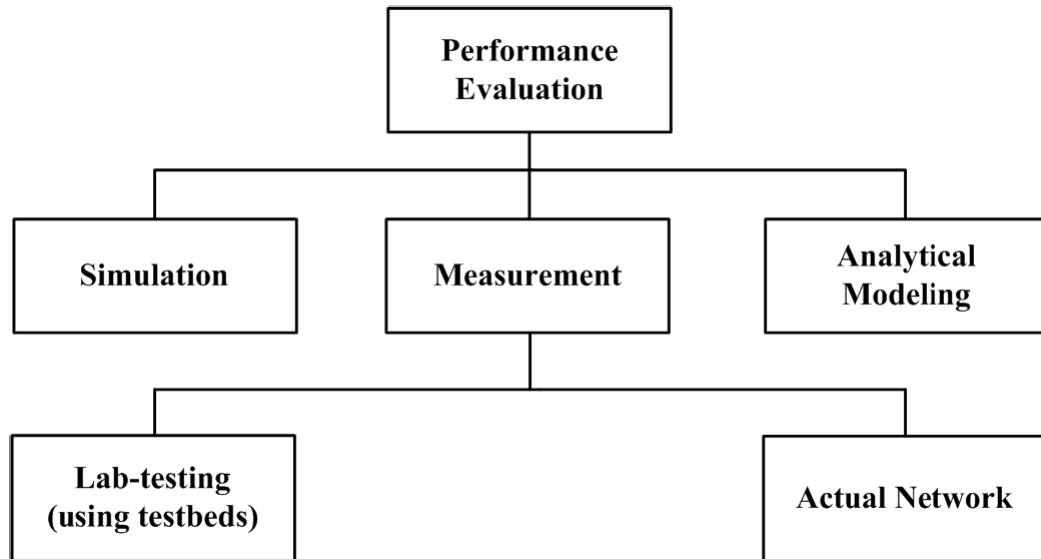 Performance
Evaluation
Simulation
Measurement
Analytical
Modeling
Lab-testing
(using testbeds)
Actual Network